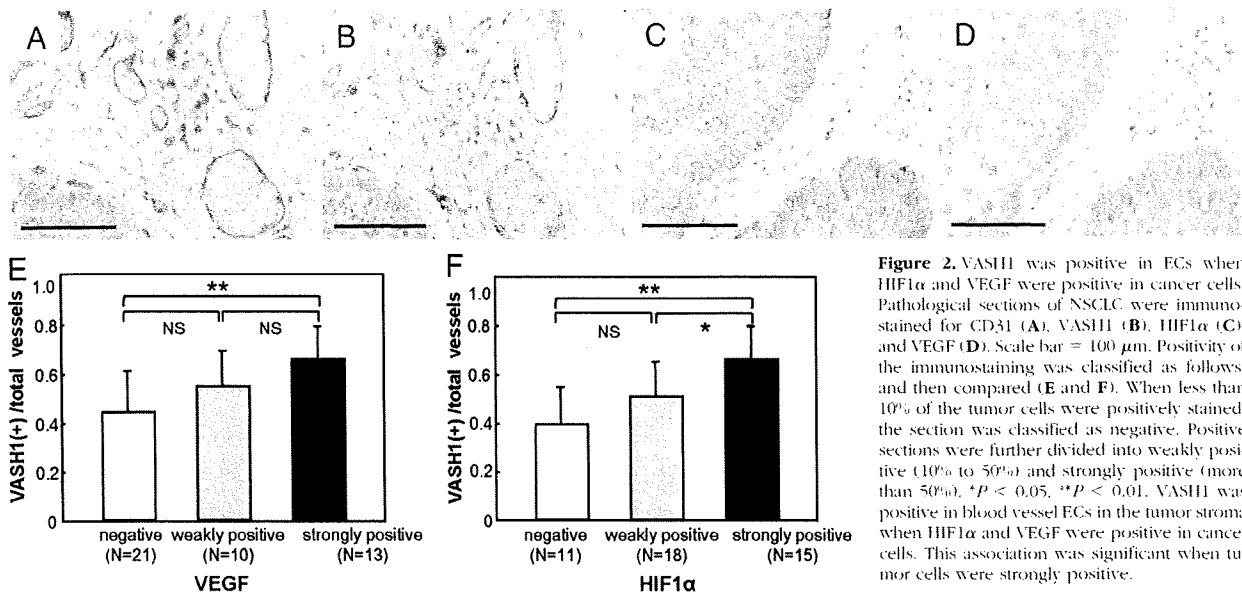 A
B
C
D
E
1.0
0.8
0.6
0.4
0.2
0
VASH1(+) /total vessels
**
NS
NS
negative
(N=21)
weakly positive
(N=10)
strongly positive
(N=13)
VEGF
F
1.0
0.8
0.6
0.4
0.2
0
VASH1(+) /total vessels
**
NS
*
negative
(N=11)
weakly positive
(N=18)
strongly positive
(N=15)
HIF1α
Figure 2. VASH1 was positive in ECs when
HIF1α and VEGF were positive in cancer cells
Pathological sections of NSCLC were immuno-
stained for CD31 (A), VASH1 (B), HIF1α (C)
and VEGF (D). Scale bar = 100 μm. Positivity of
the immunostaining was classified as follows
and then compared (E and F). When less than
10% of the tumor cells were positively stained
the section was classified as negative. Positive
sections were further divided into weakly posi-
tive (10% to 50%) and strongly positive (more
than 50%). *P < 0.05, **P < 0.01. VASH1 was
positive in blood vessel ECs in the tumor stroma
when HIF1α and VEGF were positive in cancer
cells. This association was significant when tu-
mor cells were strongly positive.